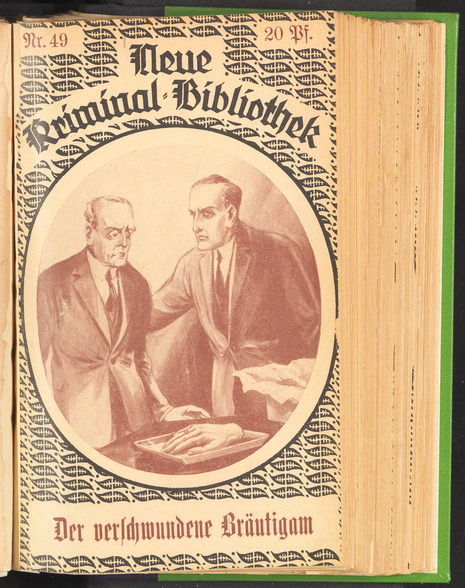 Nr. 49
20 Pf.
Neue
Kriminal-Bibliothek
Der verſchwundene Bräutigam